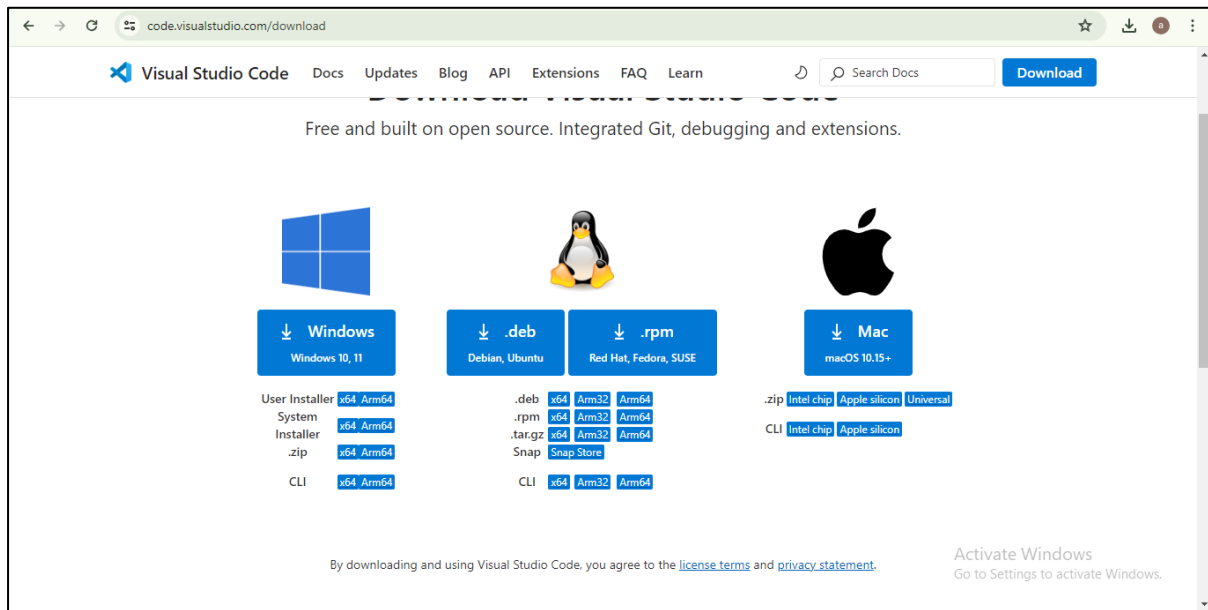 code.visualstudio.com/download
a
Visual Studio Code Docs Updates Blog API Extensions FAQ Learn Search Docs Download
Download Visual Studio Code
Free and built on open source. Integrated Git, debugging and extensions.
Windows
Windows 10, 11
User Installer x64 Arm64
System
Installer x64 Arm64
.zip x64 Arm64
CLI x64 Arm64
.deb
Debian, Ubuntu
.rpm
Red Hat, Fedora, SUSE
.deb x64 Arm32 Arm64
.rpm x64 Arm32 Arm64
.tar.gz x64 Arm32 Arm64
Snap Snap Store
CLI x64 Arm32 Arm64
Mac
macOS 10.15+
.zip Intel chip Apple silicon Universal
CLI Intel chip Apple silicon
By downloading and using Visual Studio Code, you agree to the license terms and privacy statement.
Activate Windows
Go to Settings to activate Windows.